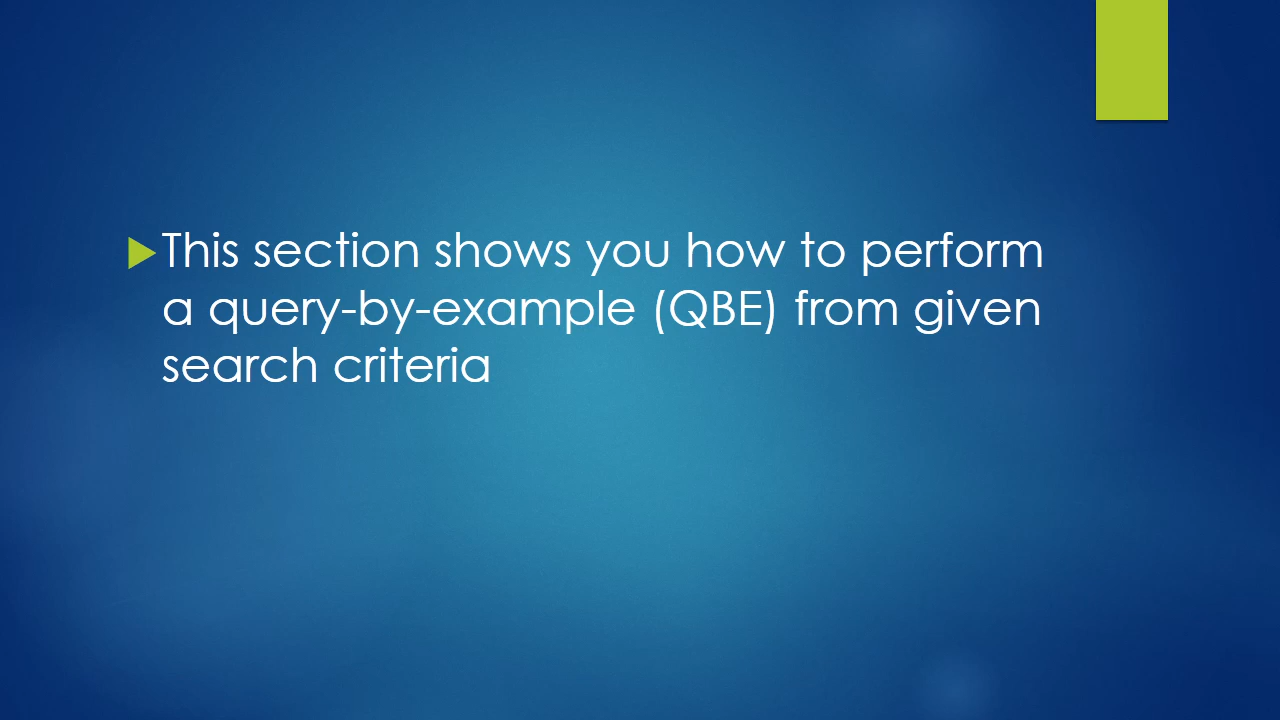 This section shows you how to perform
a query-by-example (QBE) from given
search criteria